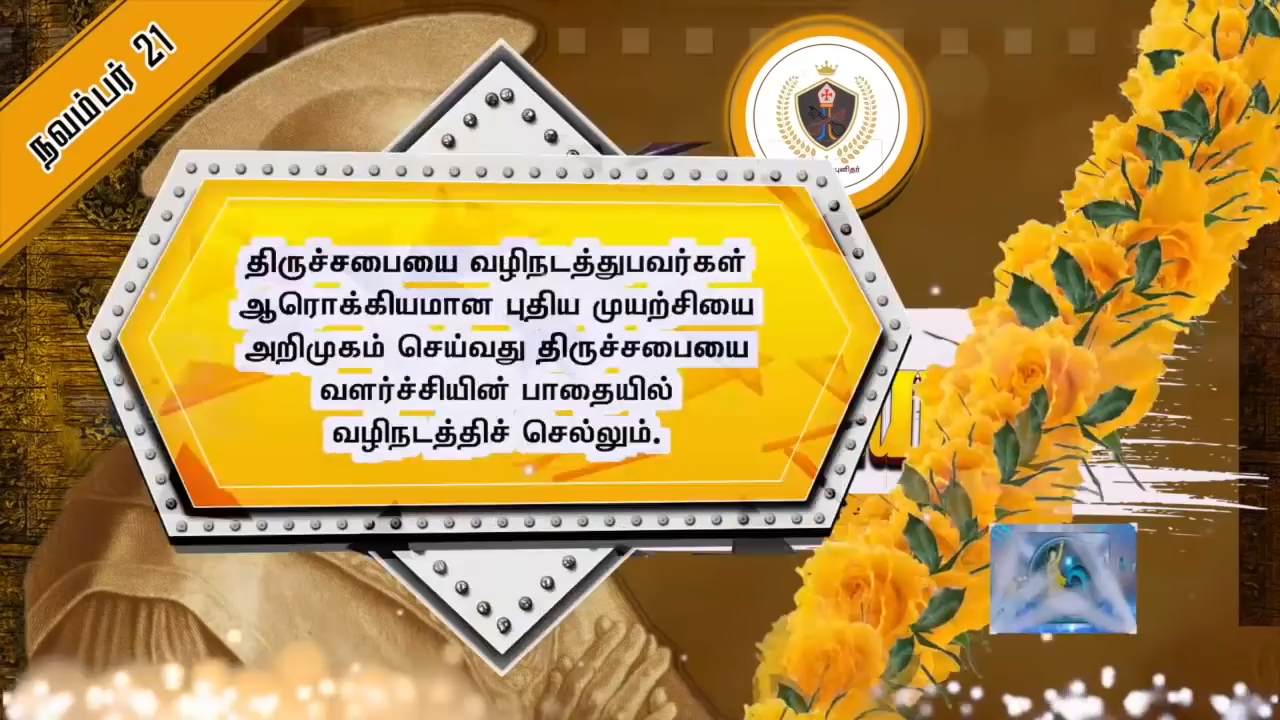 நவம்பர் 21
திருச்சபையை வழிநடத்துபவர்கள்
ஆரொக்கியமான புதிய முயற்சியை
அறிமுகம் செய்வது திருச்சபையை
வளர்ச்சியின் பாதையில்
வழிநடத்திச் செல்லும்.